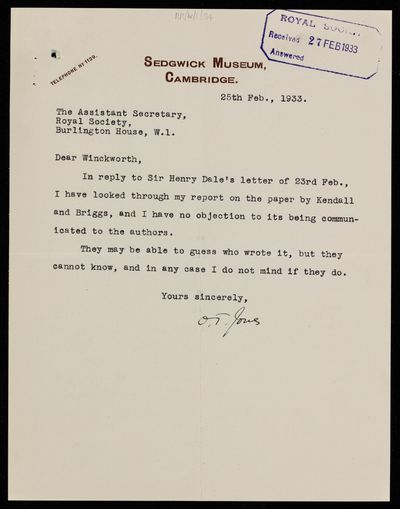 ROYAL
Received 27 FEB 1933
Answered
TELEPHONE Nº 1129.
SEDGWICK MUSEUM,
CAMBRIDGE.
25th Feb., 1933.
The Assistant Secretary,
Royal Society,
Burlington House, W.1.
Dear Winckworth,
In reply to Sir Henry Dale's letter of 23rd Feb.,
I have looked through my report on the paper by Kendall
and Briggs, and I have no objection to its being commun-
icated to the authors.
They may be able to guess who wrote it, but they
cannot know, and in any case I do not mind if they do.
Yours sincerely,
O.T. Jones